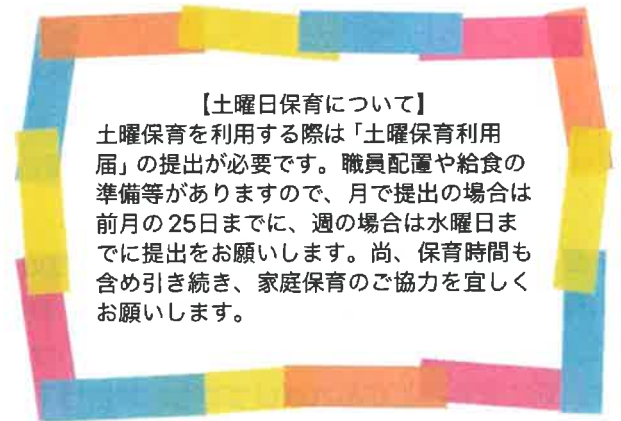 【土曜日保育について】
土曜保育を利用する際は「土曜保育利用
届」の提出が必要です。職員配置や給食の
準備等がありますので、月で提出の場合は
前月の25日までに、週の場合は水曜日ま
でに提出をお願いします。尚、保育時間も
含め引き続き、家庭保育のご協力を宜しく
お願いします。